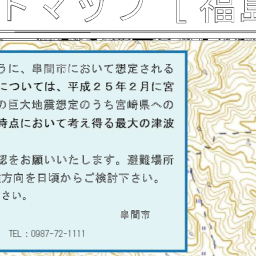 トマップ [福島
うに、串間市において想定される
については、平成25年2月に宮
の巨大地震想定のうち宮崎県への
時点において考え得る最大の津波
認をお願いいたします。避難場所
方向を日頃からご検討下さい。
さい。
串間市
TEL：0987-72-1111